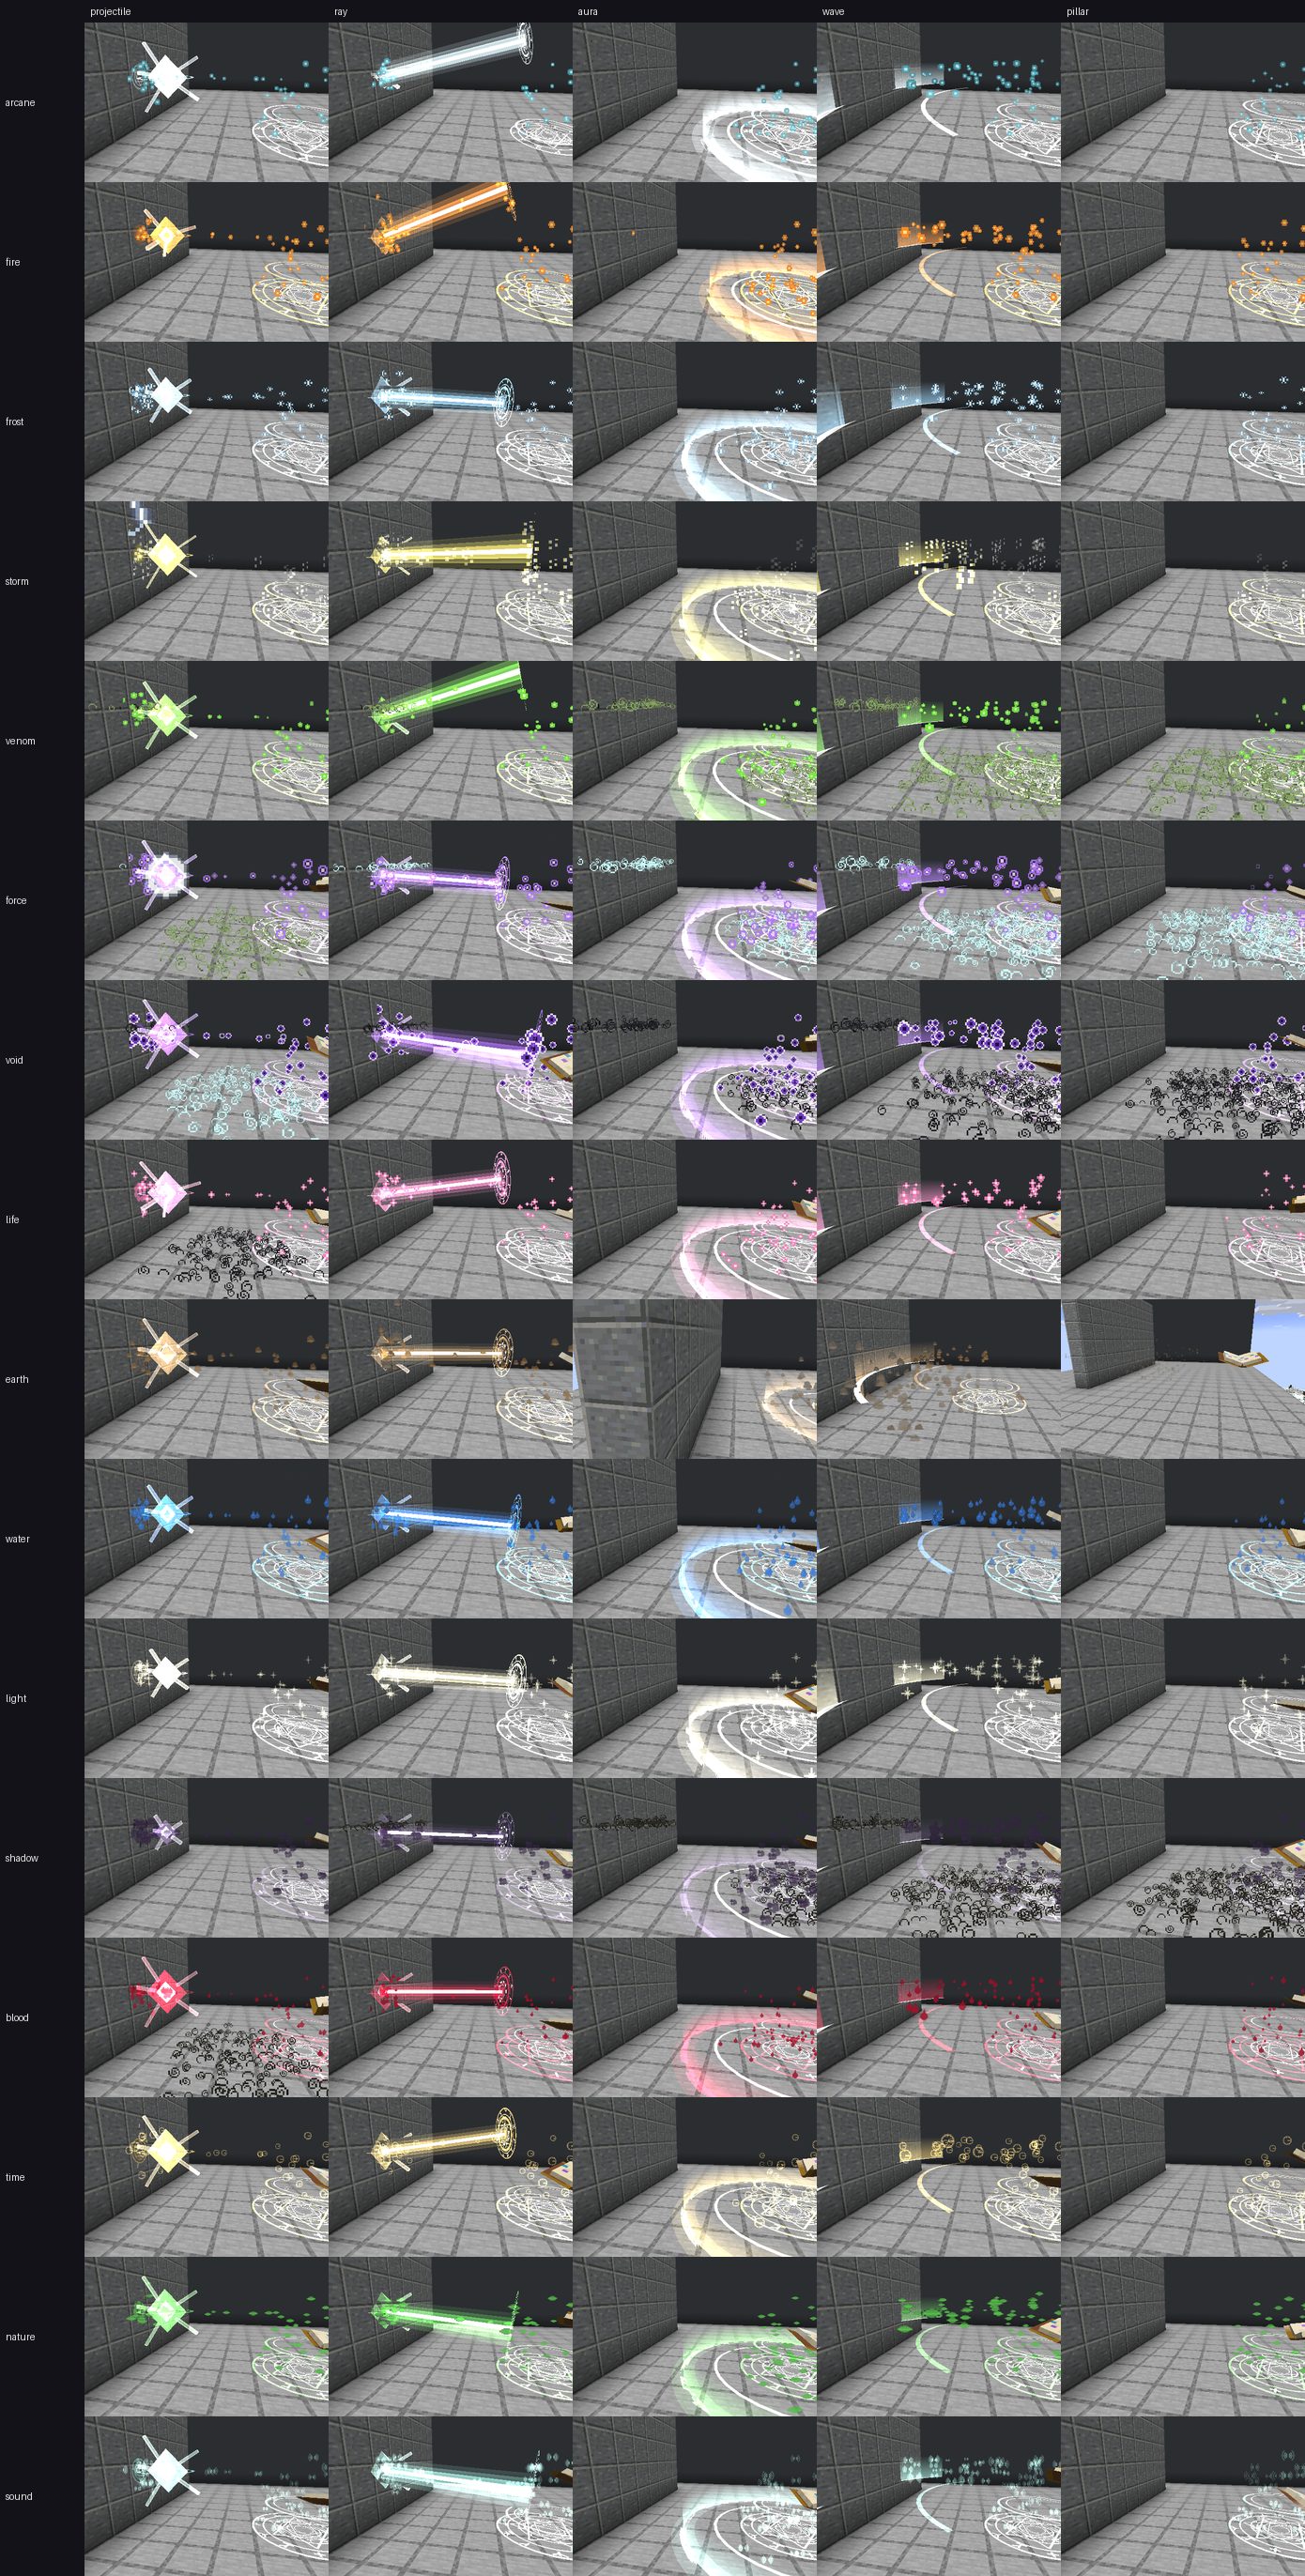 projectile ray aura wave pillar
arcane
fire
frost
storm
venom
force
void
life
earth
water
light
shadow
blood
time
nature
sound